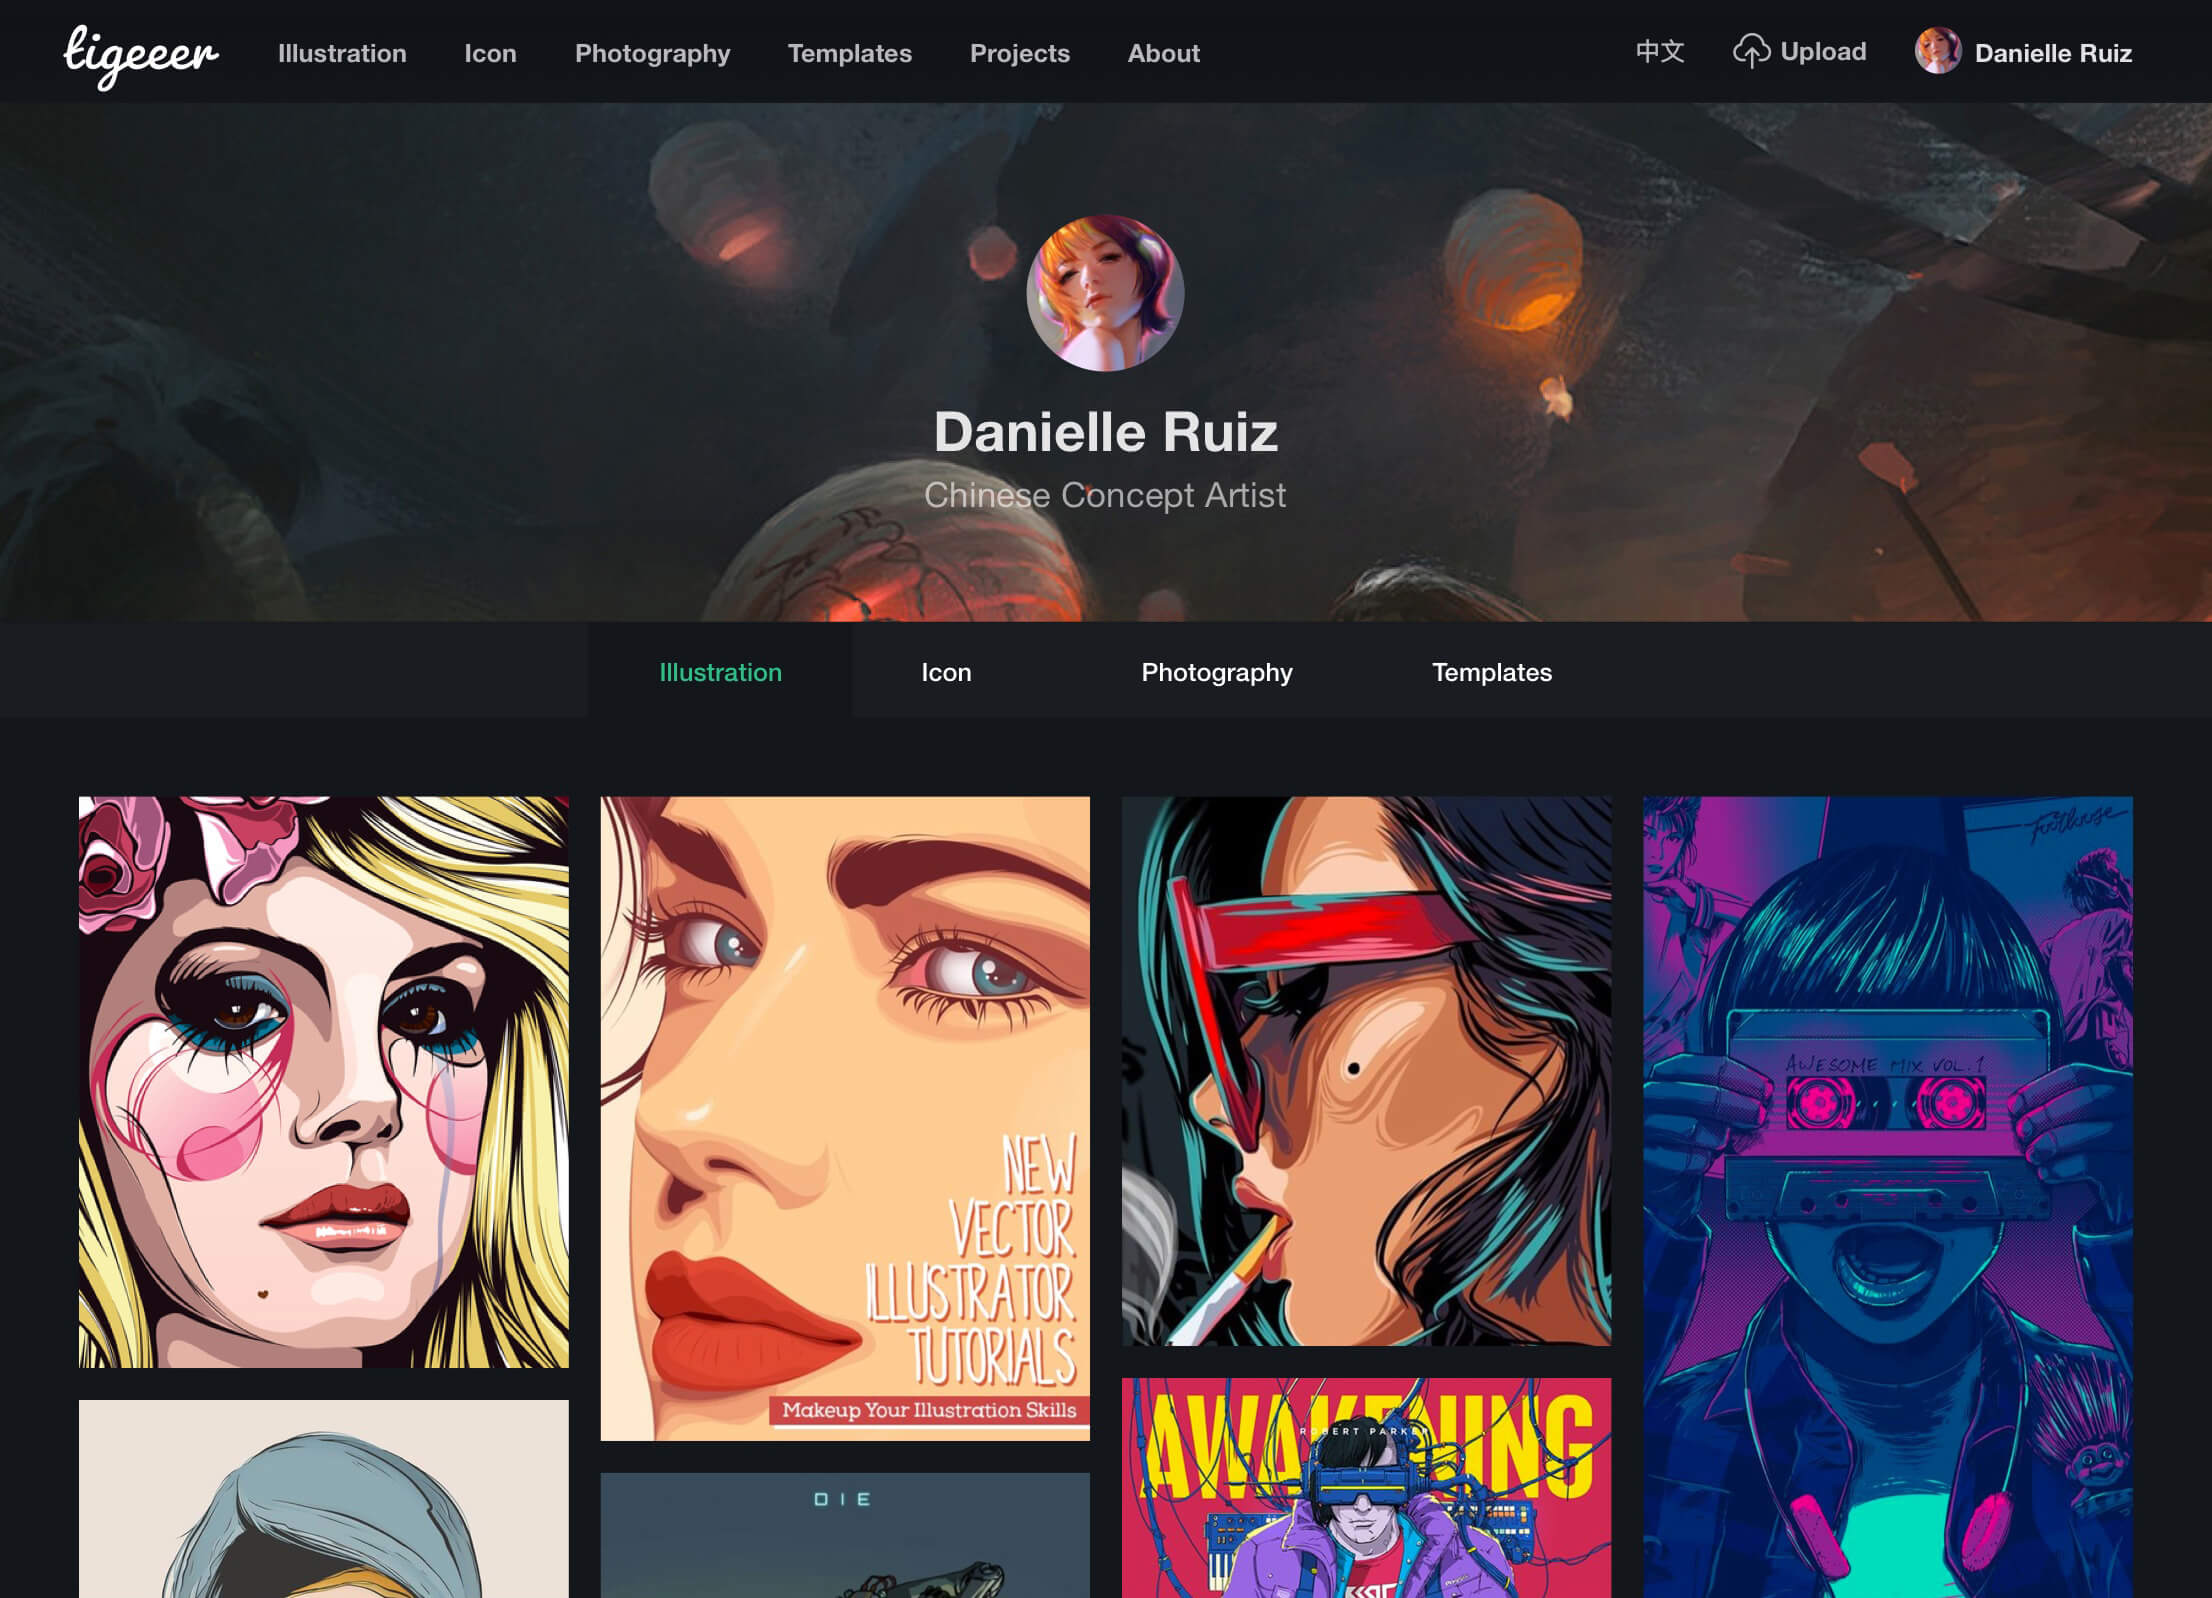 tigeeer Illustration Icon Photography Templates Projects About 中文 Upload Danielle Ruiz
Danielle Ruiz
Chinese Concept Artist
Illustration Icon Photography Templates
Footloose
AWESOME MIX VOL.1
NEW
VECTOR
ILLUSTRATOR
TUTORIALS
Makeup Your Illustration Skills
AWAKENING
ROBERT PARKER
DIE